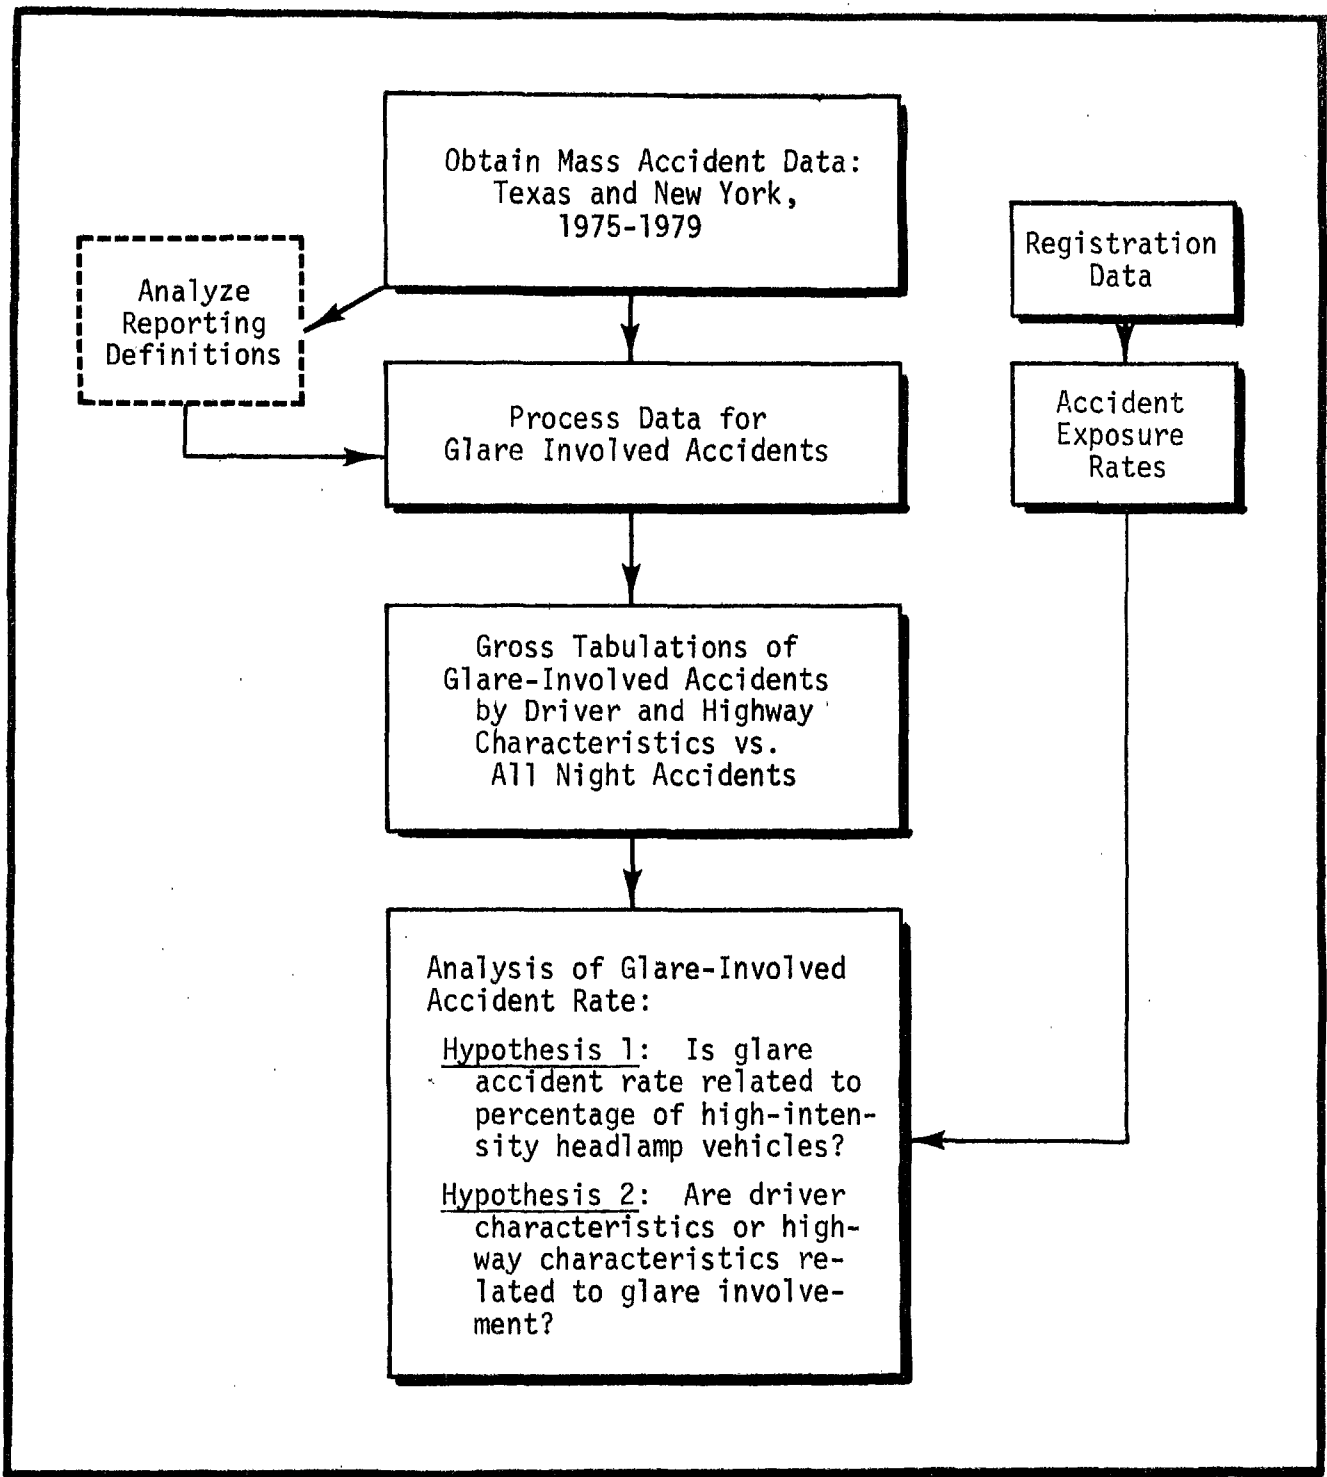 Obtain Mass Accident Data:
Texas and New York,
1975-1979
Registration
Data
Analyze
Reporting
Definitions
Process Data for
Glare Involved Accidents
Accident
Exposure
Rates
Gross Tabulations of
Glare-Involved Accidents
by Driver and Highway
Characteristics vs.
All Night Accidents
Analysis of Glare-Involved
Accident Rate:
Hypothesis 1: Is glare
accident rate related to
percentage of high-inten-
sity headlamp vehicles?
Hypothesis 2: Are driver
characteristics or high-
way characteristics re-
lated to glare involve-
ment?